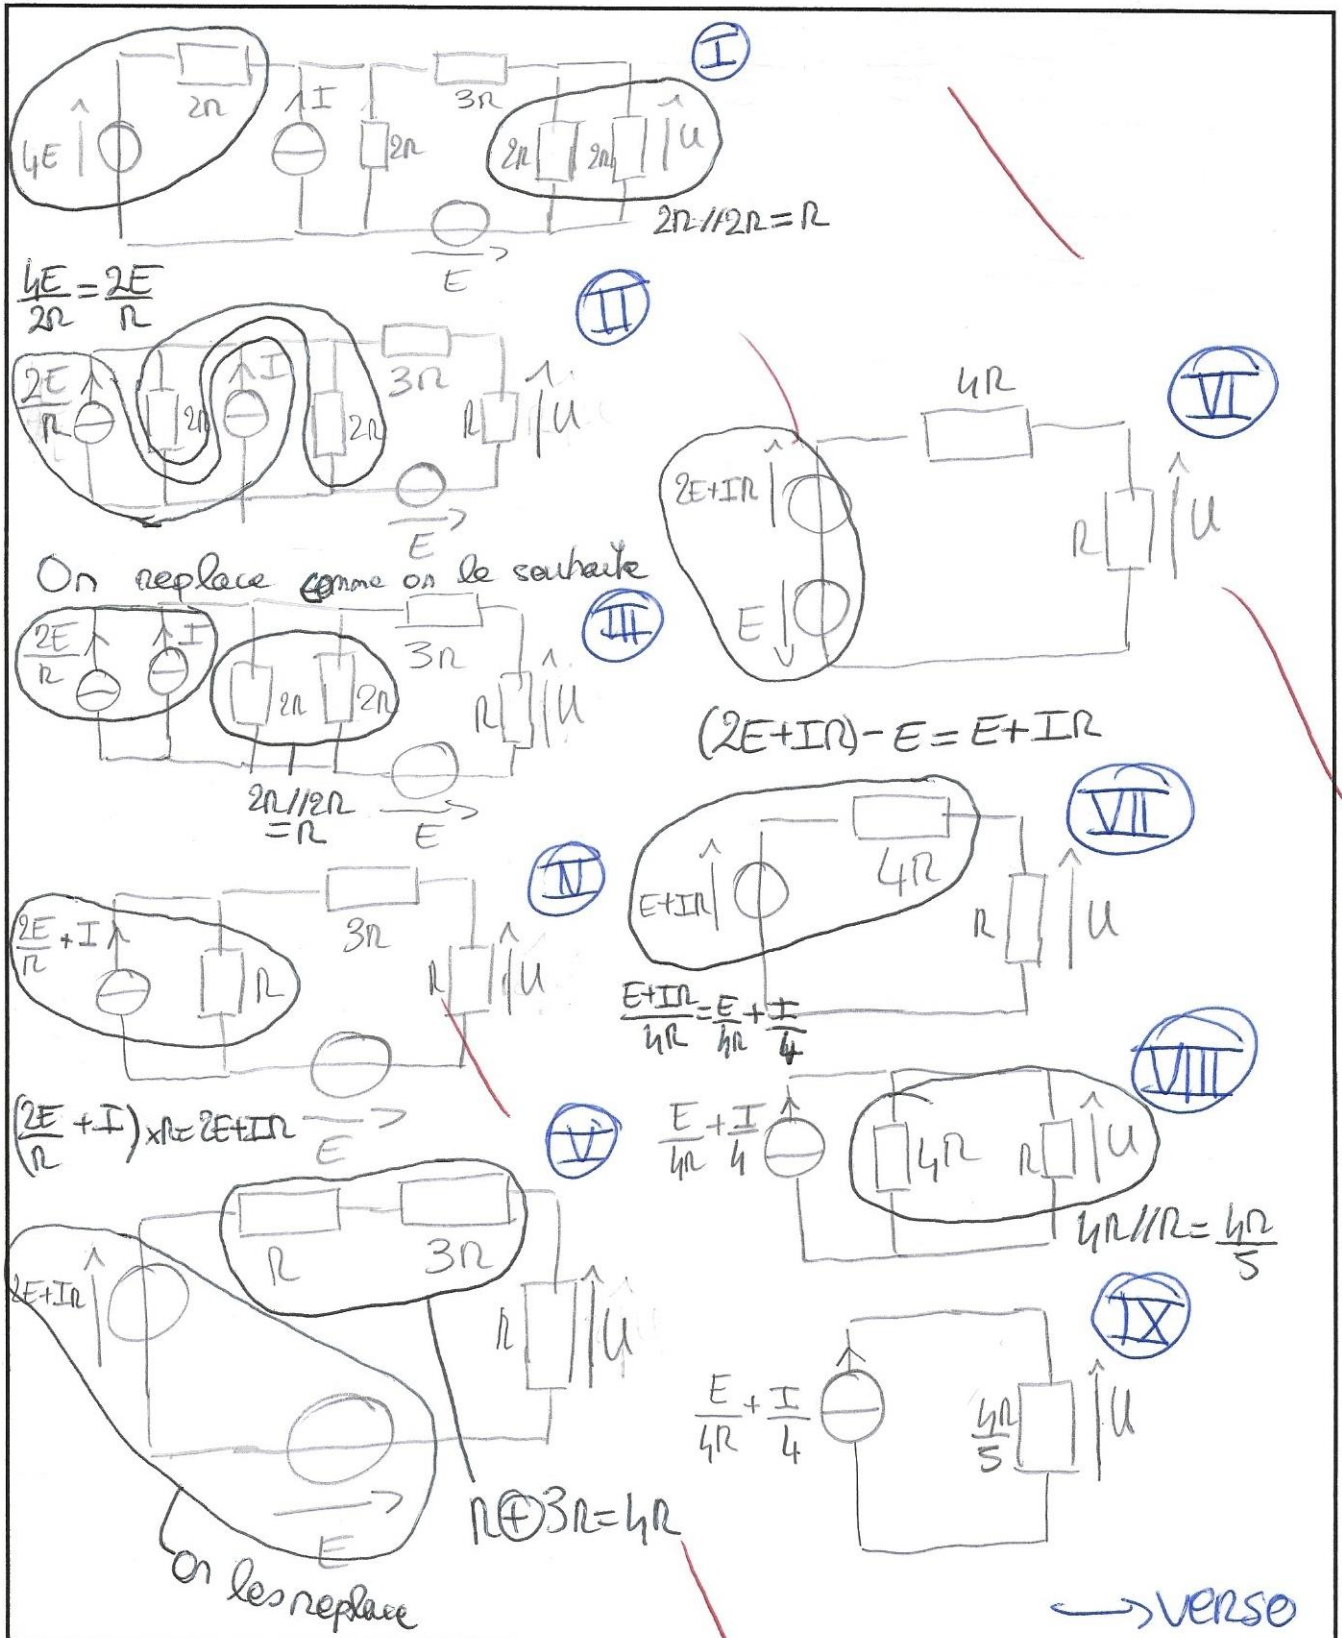 I
2R
I
3R
4E
2R
2R
2R
U
2R//2R=R
E
4E/2R=2E/R
II
2E/R
2R
I
2R
3R
R
U
E
On replace comme on le souhaite
III
2E/R
I
2R
2R
3R
R
U
2R//2R
=R
E
IV
2E/R+I
R
3R
R
U
(2E/R+I)xR=2E+IR
E
V
2E+IR
R
3R
R
U
E
R⊕3R=4R
On les replace
VI
4R
2E+IR
E
R
U
(2E+IR)-E=E+IR
VII
E+IR
4R
R
U
E+IR/4R=E/4R+I/4
VIII
E/4R+I/4
4R
R
U
4R//R=4R/5
IX
E/4R+I/4
4R/5
U
→VERSO